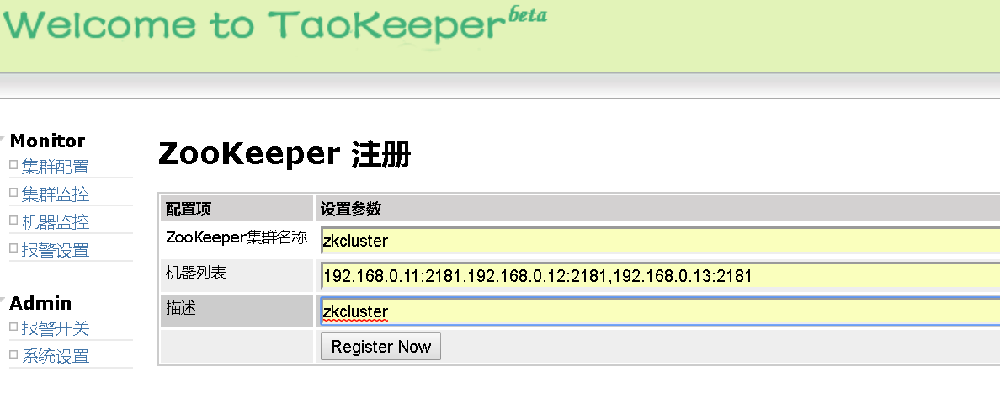 Welcome to TaoKeeper beta
Monitor
集群配置
集群监控
机器监控
报警设置
Admin
报警开关
系统设置
ZooKeeper 注册
配置项 设置参数
ZooKeeper集群名称 zkcluster
机器列表 192.168.0.11:2181,192.168.0.12:2181,192.168.0.13:2181
描述 zkcluster
Register Now